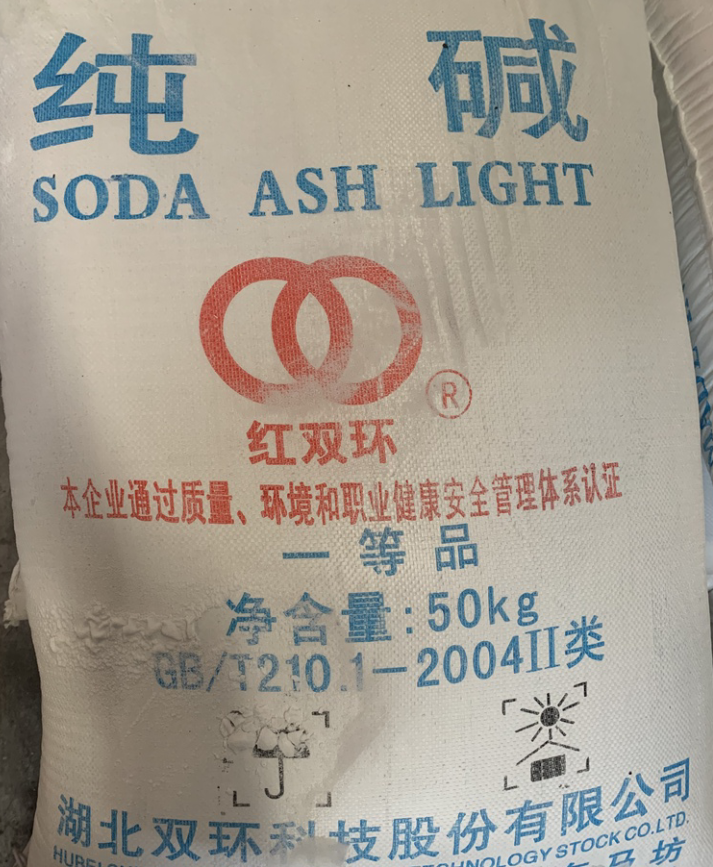 纯 碱
SODA ASH LIGHT
®
红双环
本企业通过质量、环境和职业健康安全管理体系认证
一等品
净含量:50kg
GB/T210.1-2004II类
湖北双环科技股份有限公司
TECHNOLOGY STOCK CO.LTD.
马坊